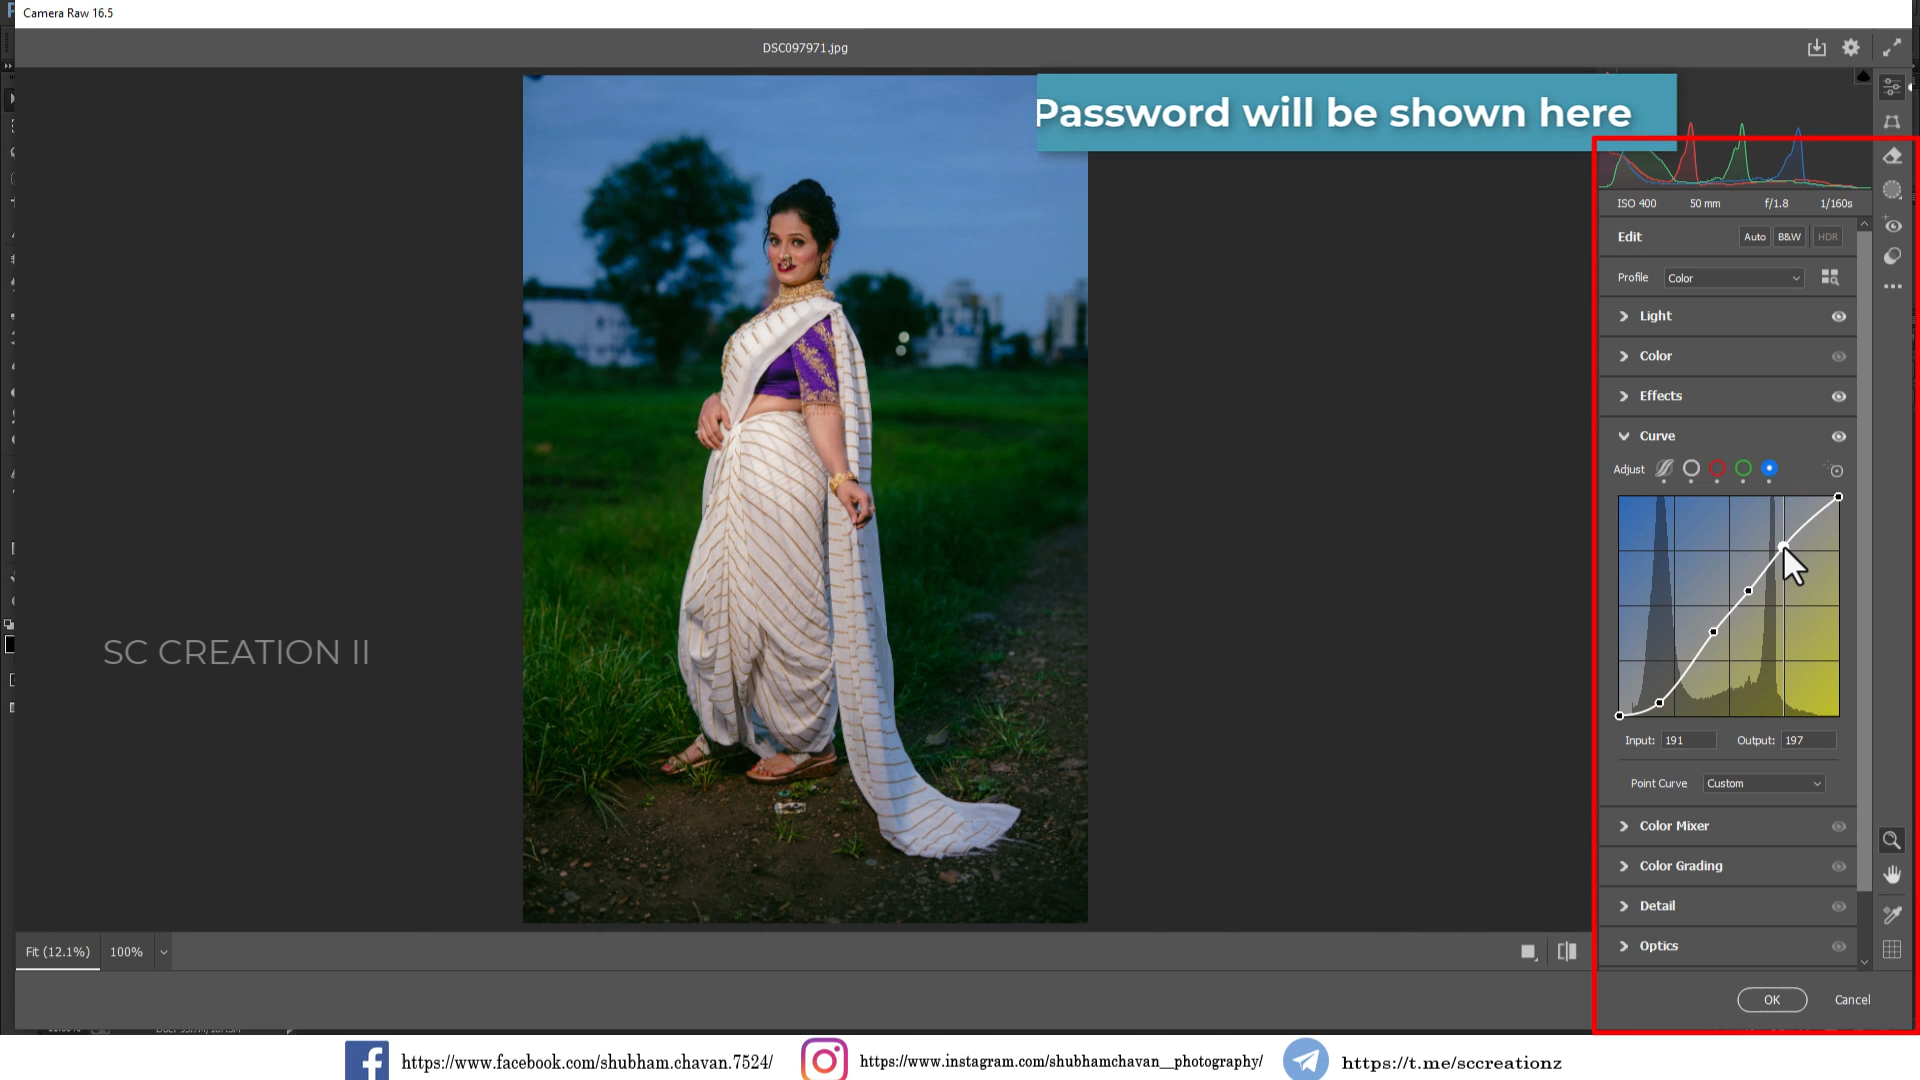 Camera Raw 16.5
DSC097971.jpg
Password will be shown here
ISO 400 50 mm f/1.8 1/160s
Edit Auto B&W HDR
Profile Color
Light
Color
Effects
Curve
Adjust
Input: 191 Output: 197
Point Curve Custom
Color Mixer
Color Grading
Detail
Optics
SC CREATION II
Fit (12.1%) 100%
OK Cancel
https://www.facebook.com/shubham.chavan.7524/ https://www.instagram.com/shubhamchavan__photography/ https://t.me/sccreationz